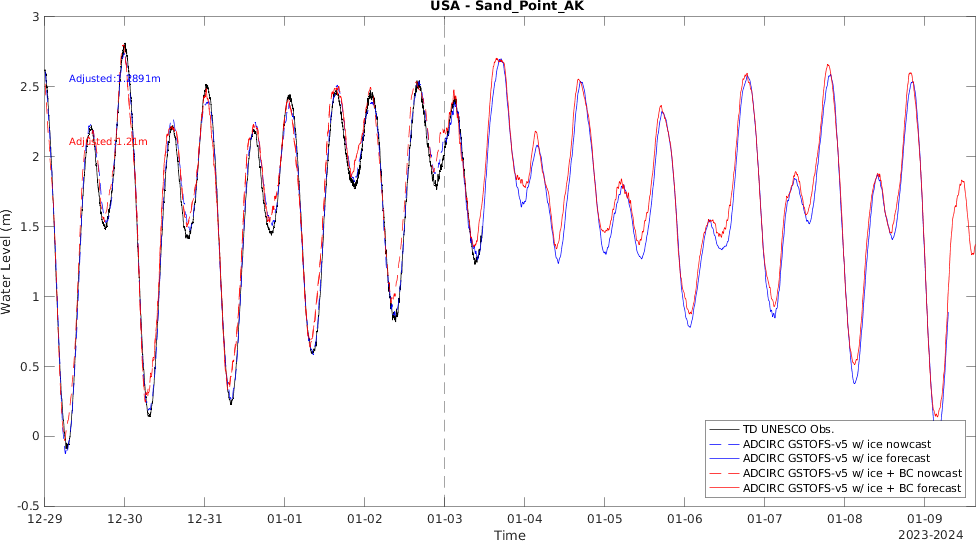 USA - Sand_Point_AK
3
2.5
2
1.5
1
0.5
0
-0.5
Water Level (m)
Adjusted:1.2891m
Adjusted:1.21m
TD UNESCO Obs.
ADCIRC GSTOFS-v5 w/ ice nowcast
ADCIRC GSTOFS-v5 w/ ice forecast
ADCIRC GSTOFS-v5 w/ ice + BC nowcast
ADCIRC GSTOFS-v5 w/ ice + BC forecast
12-29 12-30 12-31 01-01 01-02 01-03 01-04 01-05 01-06 01-07 01-08 01-09
Time
2023-2024